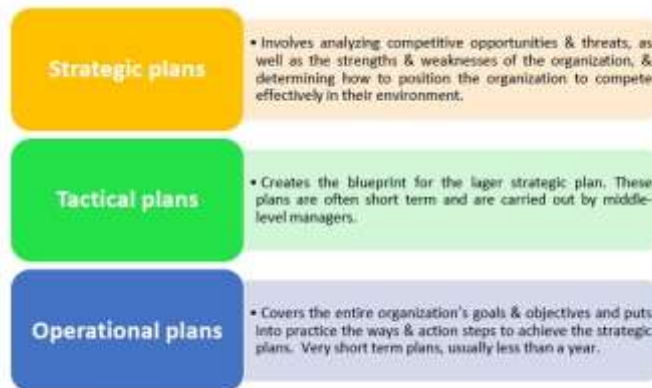 Strategic plans
• Involves analyzing competitive opportunities & threats, as
well as the strengths & weaknesses of the organization, &
determining how to position the organization to compete
effectively in their environment.
Tactical plans
• Creates the blueprint for the lager strategic plan. These
plans are often short term and are carried out by middle-
level managers.
Operational plans
• Covers the entire organization's goals & objectives and puts
into practice the ways & action steps to achieve the strategic
plans. Very short term plans, usually less than a year.